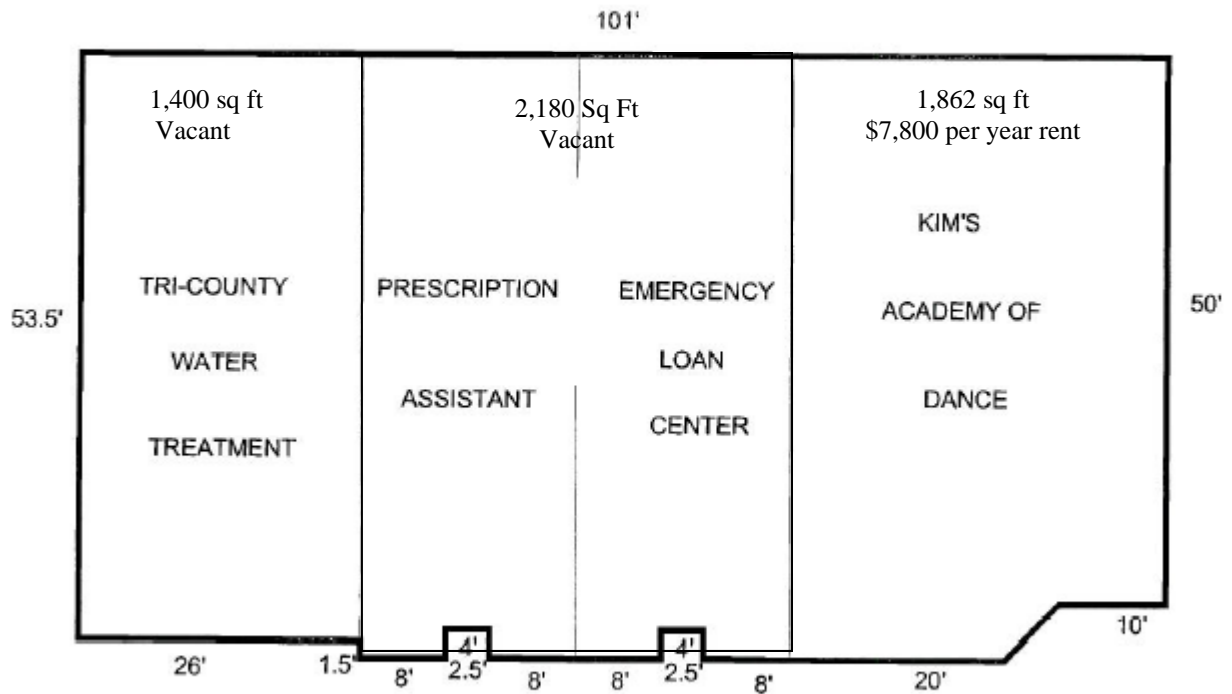 101'
1,400 sq ft
Vacant
2,180 Sq Ft
Vacant
1,862 sq ft
$7,800 per year rent
53.5'
TRI-COUNTY
WATER
TREATMENT
PRESCRIPTION
ASSISTANT
EMERGENCY
LOAN
CENTER
KIM'S
ACADEMY OF
DANCE
50'
26'
1.5'
8'
4'
2.5'
8'
8'
4'
2.5'
8'
20'
10'